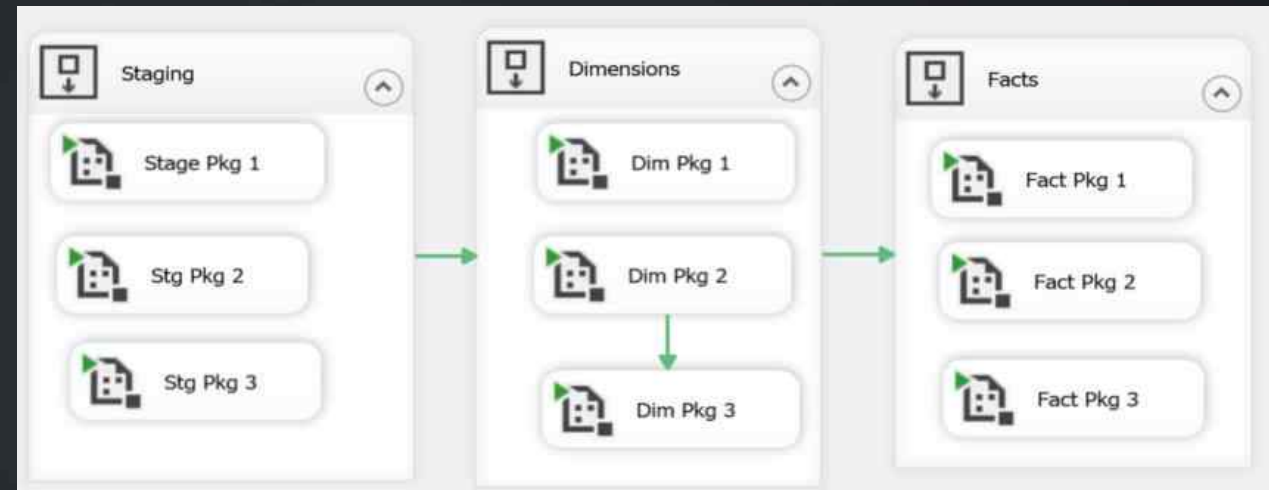 Staging
Stage Pkg 1
Stg Pkg 2
Stg Pkg 3
Dimensions
Dim Pkg 1
Dim Pkg 2
Dim Pkg 3
Facts
Fact Pkg 1
Fact Pkg 2
Fact Pkg 3